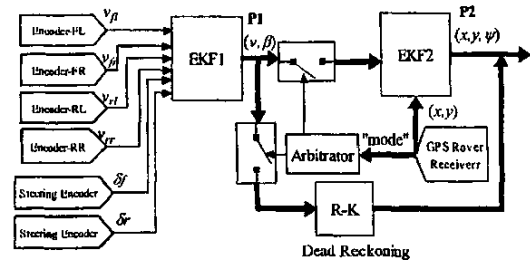 Encoder-FL
Encoder-FR
Encoder-RL
Encoder-RR
Steering Encoder
Steering Encoder
v_fl
v_fr
v_rl
v_rr
δf
δr
EKF1
P1
(v, β)
EKF2
P2
(x, y, ψ)
(x, y)
"mode"
Arbitrator
GPS Rover
Receiverr
R-K
Dead Reckoning